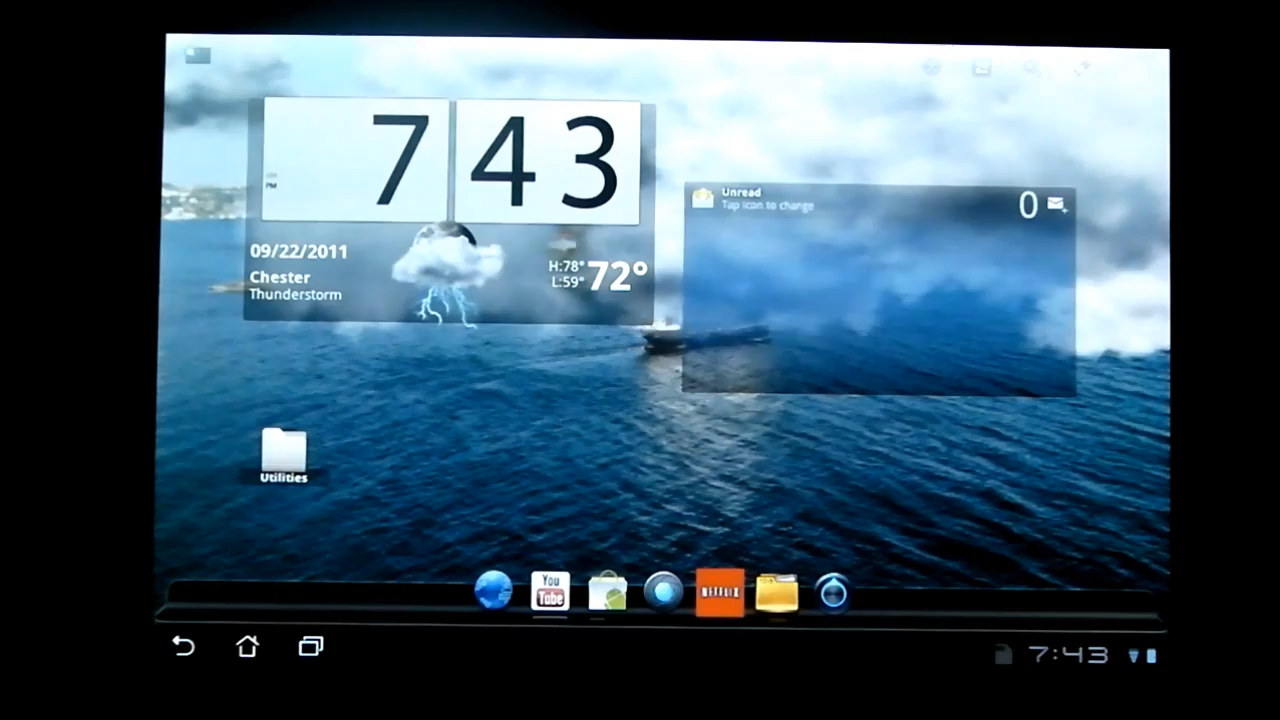 7 43
PM
09/22/2011
Chester
Thunderstorm
H:78°
L:59°
72°
Unread
Tap icon to change
0
Utilities
You
Tube
NETFLIX
7:43